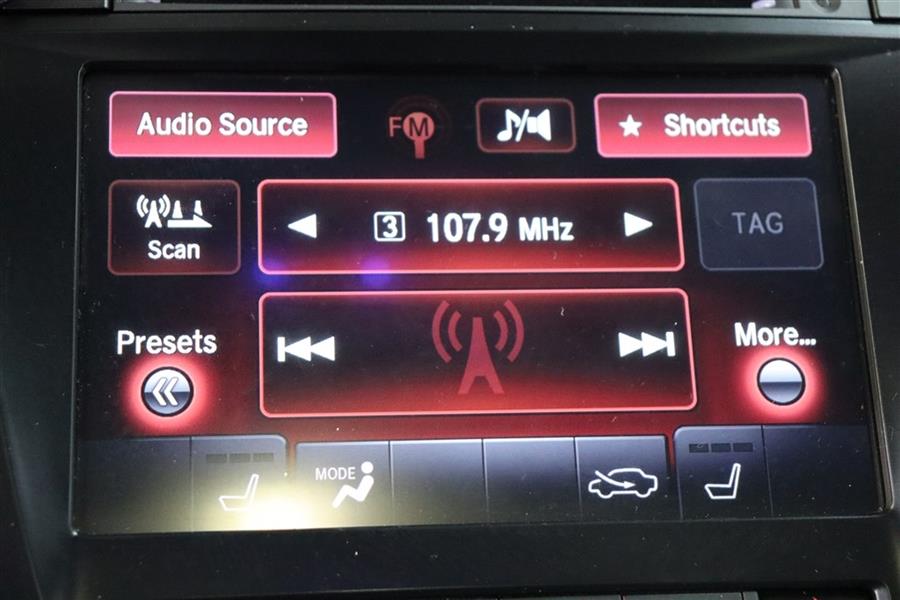 Audio Source
FM
Shortcuts
Scan
3 107.9 MHz
TAG
Presets
More...
MODE